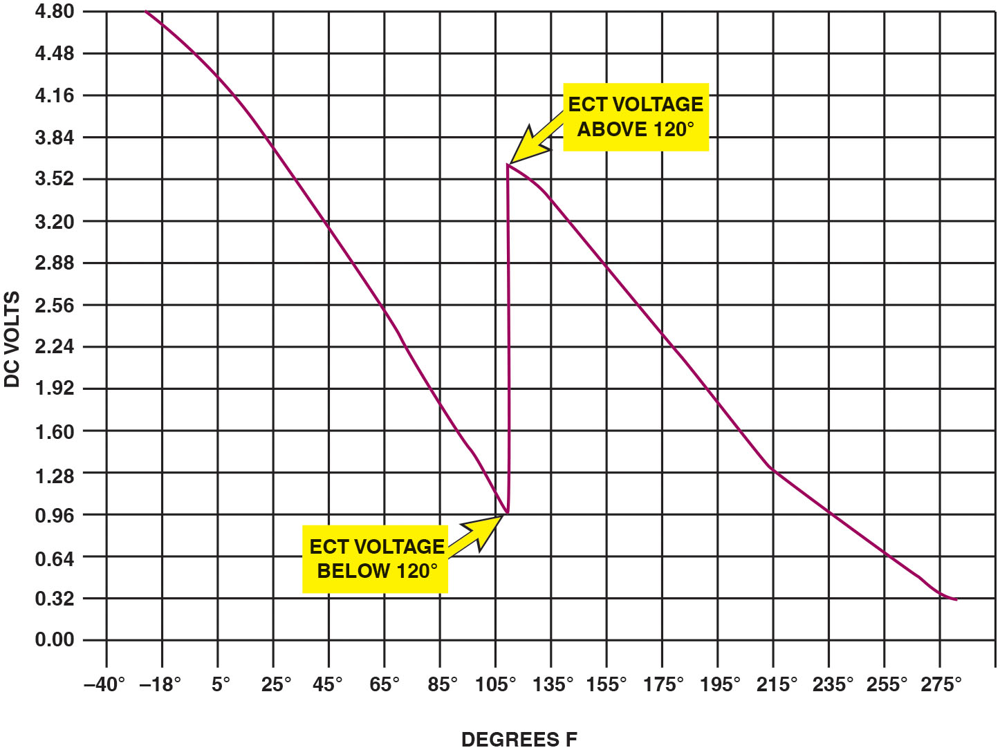 4.80
4.48
4.16
3.84
3.52
3.20
2.88
2.56
2.24
1.92
1.60
1.28
0.96
0.64
0.32
0.00
DC VOLTS
ECT VOLTAGE
ABOVE 120°
ECT VOLTAGE
BELOW 120°
–40° –18° 5° 25° 45° 65° 85° 105° 135° 155° 175° 195° 215° 235° 255° 275°
DEGREES F